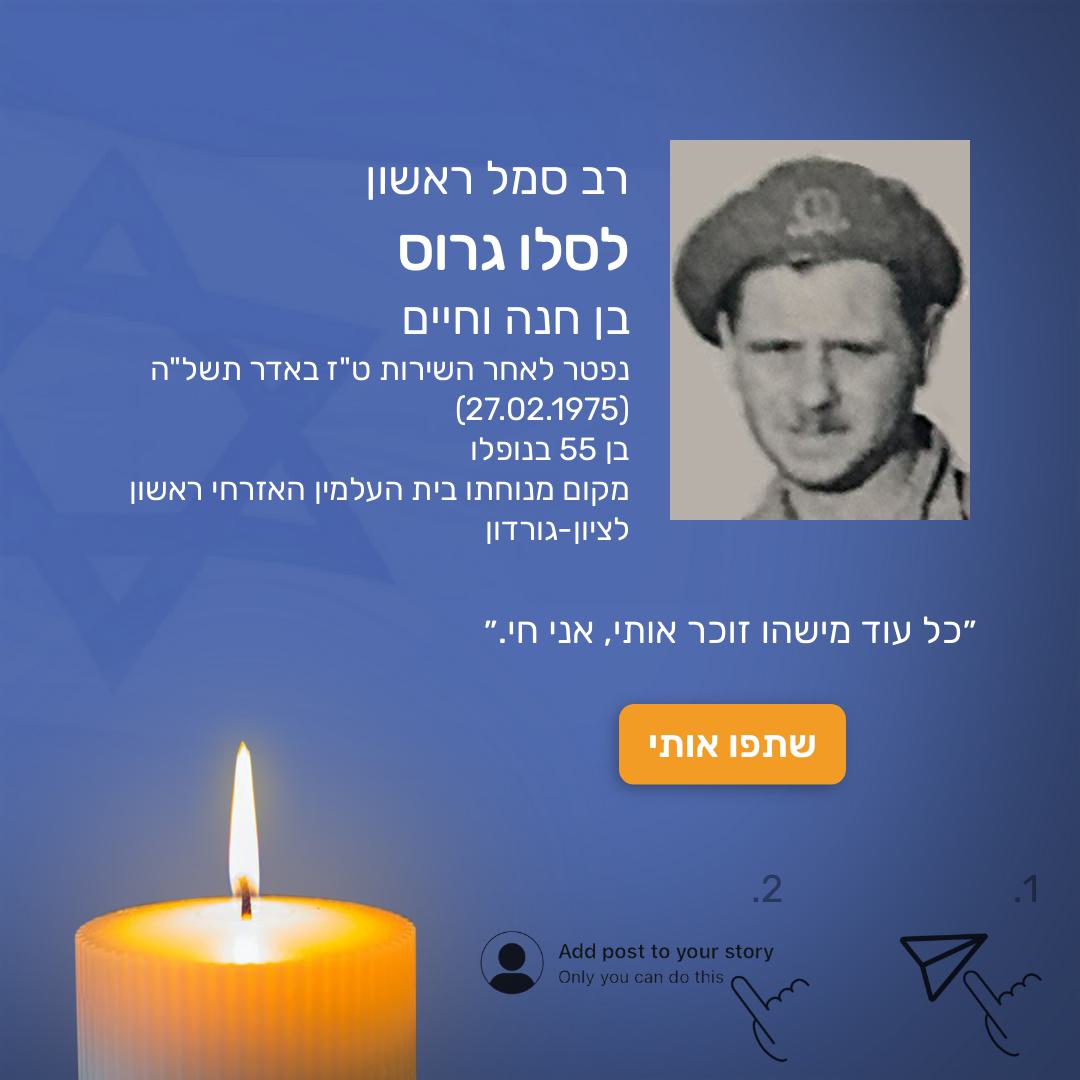 רב סמל ראשון
לסלו גרוס
בן חנה וחיים
נפטר לאחר השירות ט"ז באדר תשל"ה
(27.02.1975)
בן 55 בנופלו
מקום מנוחתו בית העלמין האזרחי ראשון
לציון-גורדון
״כל עוד מישהו זוכר אותי, אני חי.״
שתפו אותי
1.
2.
Add post to your story
Only you can do this